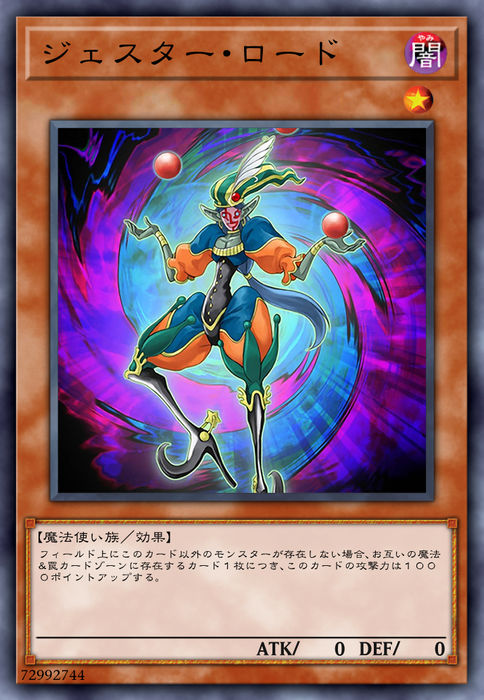 ジェスター・ロード
やみ
闇
【魔法使い族／効果】
フィールド上にこのカード以外のモンスターが存在しない場合、お互いの魔法
&罠カードゾーンに存在するカード１枚につき、このカードの攻撃力は１００
０ポイントアップする。
ATK/ 0 DEF/ 0
72992744